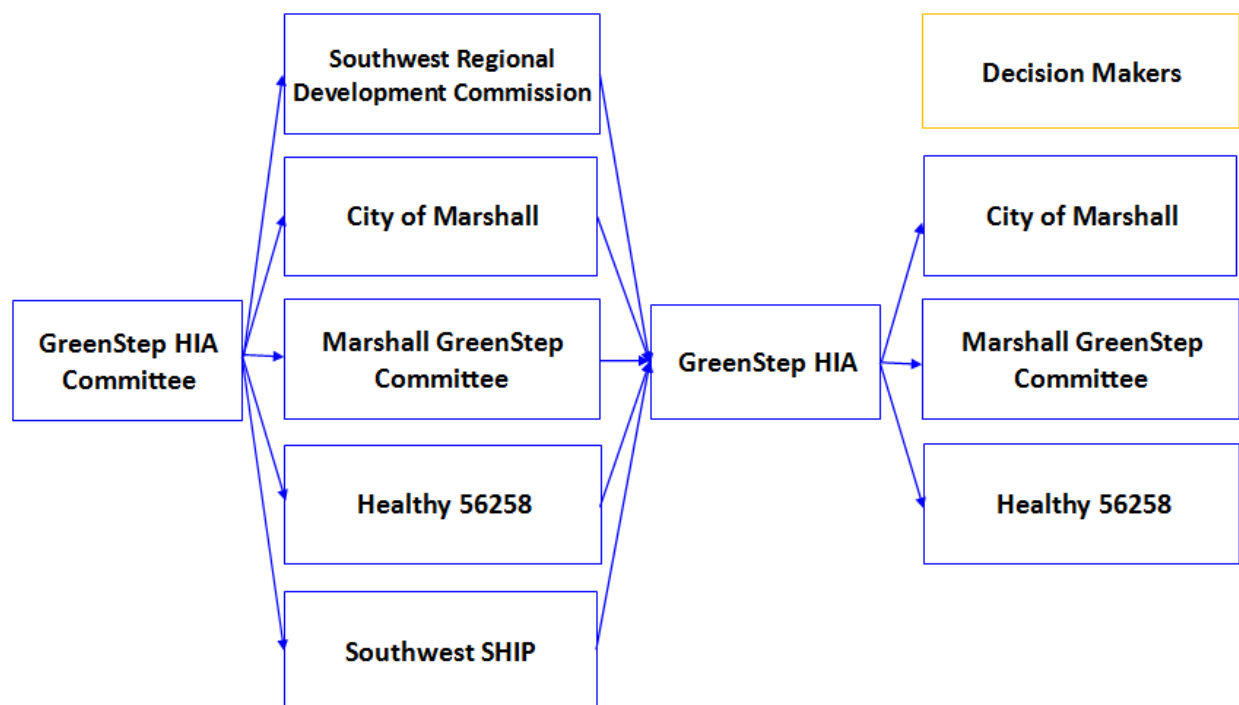 GreenStep HIA
Committee
Southwest Regional
Development Commission
City of Marshall
Marshall GreenStep
Committee
Healthy 56258
Southwest SHIP
GreenStep HIA
Decision Makers
City of Marshall
Marshall GreenStep
Committee
Healthy 56258